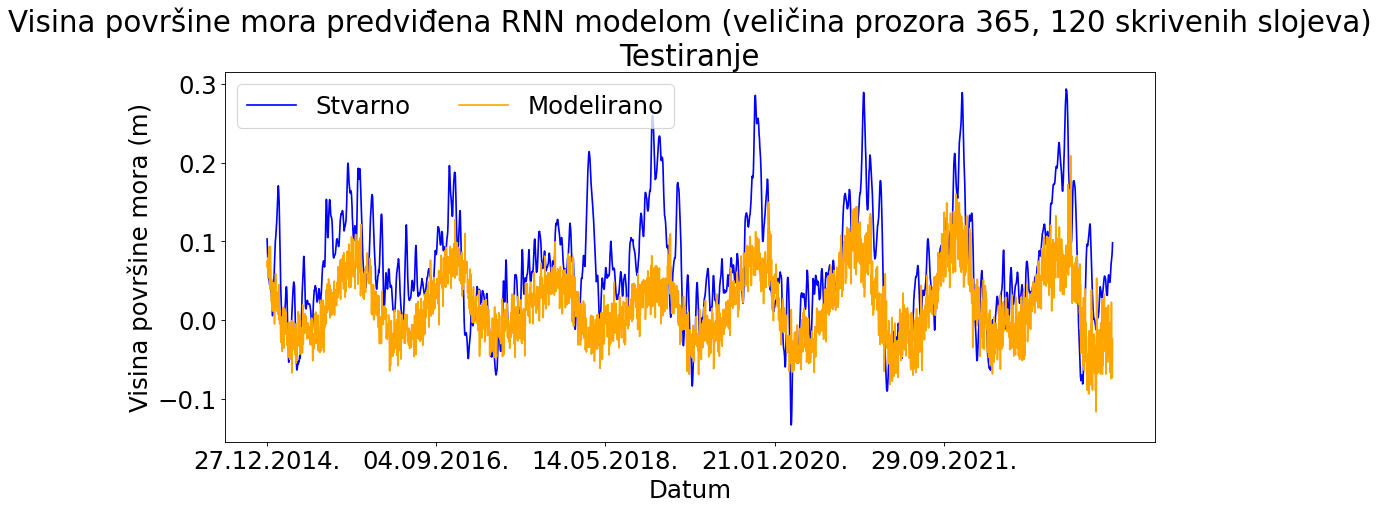 Visina površine mora predviđena RNN modelom (veličina prozora 365, 120 skrivenih slojeva)
Testiranje
Stvarno Modelirano
Visina površine mora (m)
0.3
0.2
0.1
0.0
−0.1
27.12.2014. 04.09.2016. 14.05.2018. 21.01.2020. 29.09.2021.
Datum